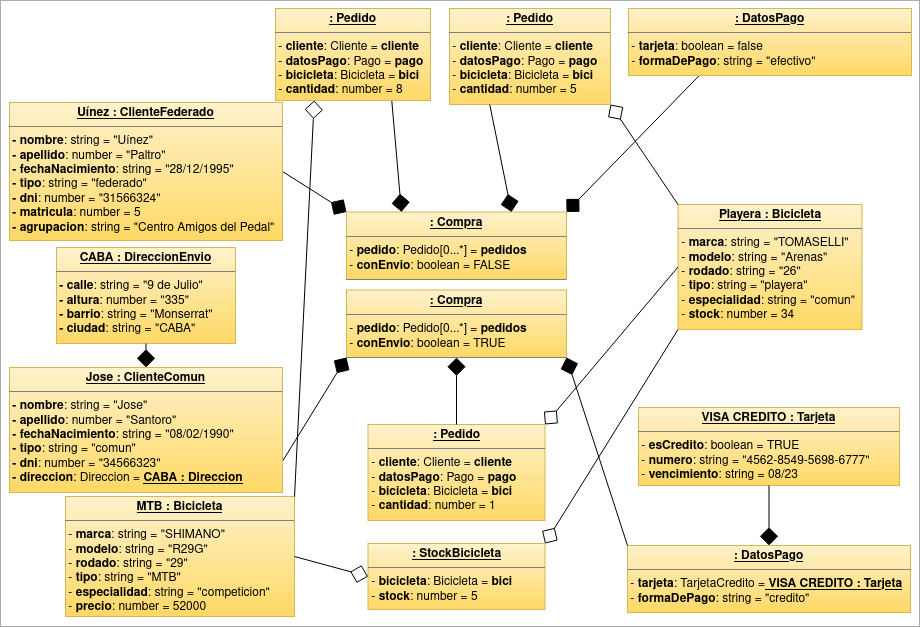 : Pedido
- cliente: Cliente = cliente
- datosPago: Pago = pago
- bicicleta: Bicicleta = bici
- cantidad: number = 8
: Pedido
- cliente: Cliente = cliente
- datosPago: Pago = pago
- bicicleta: Bicicleta = bici
- cantidad: number = 5
: DatosPago
- tarjeta: boolean = false
- formaDePago: string = "efectivo"
Uínez : ClienteFederado
- nombre: string = "Uínez"
- apellido: number = "Paltro"
- fechaNacimiento: string = "28/12/1995"
- tipo: string = "federado"
- dni: number = "31566324"
- matricula: number = 5
- agrupacion: string = "Centro Amigos del Pedal"
: Compra
- pedido: Pedido[0...*] = pedidos
- conEnvio: boolean = FALSE
Playera : Bicicleta
- marca: string = "TOMASELLI"
- modelo: string = "Arenas"
- rodado: string = "26"
- tipo: string = "playera"
- especialidad: string = "comun"
- stock: number = 34
CABA : DireccionEnvio
- calle: string = "9 de Julio"
- altura: number = "335"
- barrio: string = "Monserrat"
- ciudad: string = "CABA"
: Compra
- pedido: Pedido[0...*] = pedidos
- conEnvio: boolean = TRUE
Jose : ClienteComun
- nombre: string = "Jose"
- apellido: number = "Santoro"
- fechaNacimiento: string = "08/02/1990"
- tipo: string = "comun"
- dni: number = "34566323"
- direccion: Direccion = CABA : Direccion
: Pedido
- cliente: Cliente = cliente
- datosPago: Pago = pago
- bicicleta: Bicicleta = bici
- cantidad: number = 1
VISA CREDITO : Tarjeta
- esCredito: boolean = TRUE
- numero: string = "4562-8549-5698-6777"
- vencimiento: string = 08/23
MTB : Bicicleta
- marca: string = "SHIMANO"
- modelo: string = "R29G"
- rodado: string = "29"
- tipo: string = "MTB"
- especialidad: string = "competicion"
- precio: number = 52000
: StockBicicleta
- bicicleta: Bicicleta = bici
- stock: number = 5
: DatosPago
- tarjeta: TarjetaCredito = VISA CREDITO : Tarjeta
- formaDePago: string = "credito"